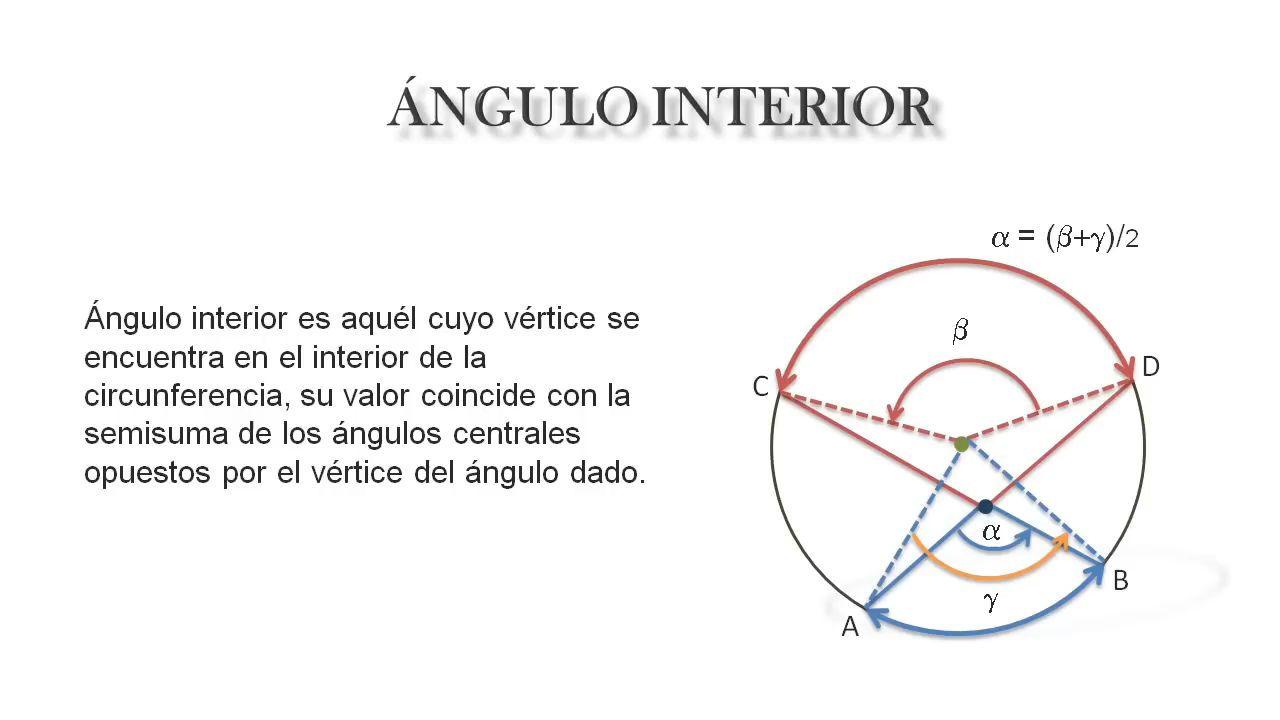 ÁNGULO INTERIOR
α = (β+γ)/2
Ángulo interior es aquél cuyo vértice se
encuentra en el interior de la
circunferencia, su valor coincide con la
semisuma de los ángulos centrales
opuestos por el vértice del ángulo dado.
β
C
D
α
γ
B
A